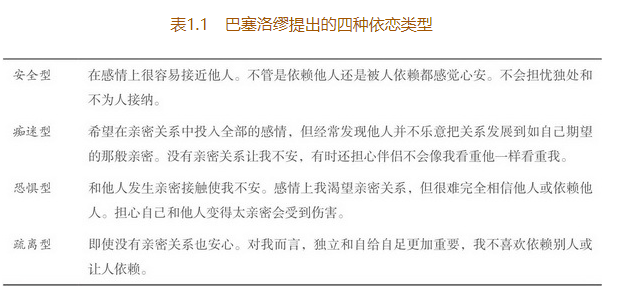 表1.1 巴塞洛缪提出的四种依恋类型
安全型 在感情上很容易接近他人。不管是依赖他人还是被人依赖都感觉心安。不会担忧独处和
不为人接纳。
痴迷型 希望在亲密关系中投入全部的感情，但经常发现他人并不乐意把关系发展到如自己期望
的那般亲密。没有亲密关系让我不安，有时还担心伴侣不会像我看重他一样看重我。
恐惧型 和他人发生亲密接触使我不安。感情上我渴望亲密关系，但很难完全相信他人或依赖他
人。担心自己和他人变得太亲密会受到伤害。
疏离型 即使没有亲密关系也安心。对我而言，独立和自给自足更加重要，我不喜欢依赖别人或
让人依赖。